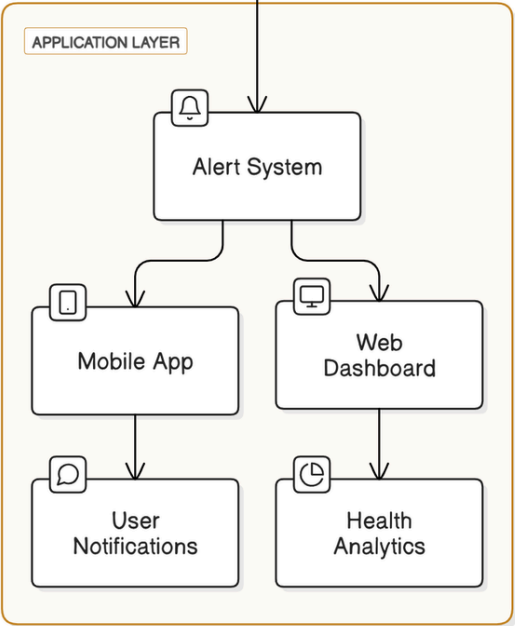 APPLICATION LAYER
Alert System
Mobile App
Web
Dashboard
User
Notifications
Health
Analytics